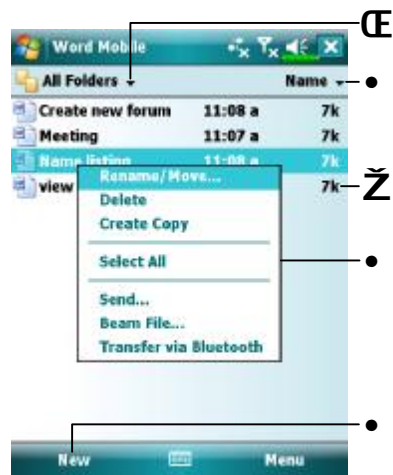 Œ
Word Mobile
All Folders Name
●
Create new forum 11:08 a 7k
Meeting 11:07 a 7k
Name listing 11:08 a 7k
view 7k
Ž
Rename/Move...
Delete
Create Copy
Select All
●
Send...
Beam File...
Transfer via Bluetooth
●
New Menu